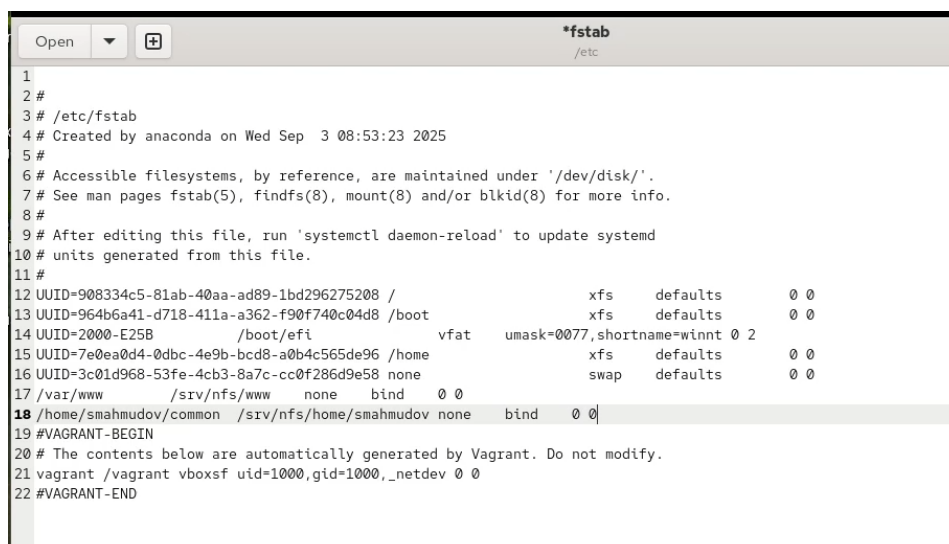 Open
*fstab
/etc
1
2 #
3 # /etc/fstab
4 # Created by anaconda on Wed Sep  3 08:53:23 2025
5 #
6 # Accessible filesystems, by reference, are maintained under '/dev/disk/'.
7 # See man pages fstab(5), findfs(8), mount(8) and/or blkid(8) for more info.
8 #
9 # After editing this file, run 'systemctl daemon-reload' to update systemd
10 # units generated from this file.
11 #
12 UUID=908334c5-81ab-40aa-ad89-1bd296275208 /                       xfs     defaults        0 0
13 UUID=964b6a41-d718-411a-a362-f90f740c04d8 /boot                   xfs     defaults        0 0
14 UUID=2000-E25B          /boot/efi               vfat    umask=0077,shortname=winnt 0 2
15 UUID=7e0ea0d4-0dbc-4e9b-bcd8-a0b4c565de96 /home                   xfs     defaults        0 0
16 UUID=3c01d968-53fe-4cb3-8a7c-cc0f286d9e58 none                    swap    defaults        0 0
17 /var/www        /srv/nfs/www    none    bind    0 0
18 /home/smahmudov/common  /srv/nfs/home/smahmudov none    bind    0 0
19 #VAGRANT-BEGIN
20 # The contents below are automatically generated by Vagrant. Do not modify.
21 vagrant /vagrant vboxsf uid=1000,gid=1000,_netdev 0 0
22 #VAGRANT-END